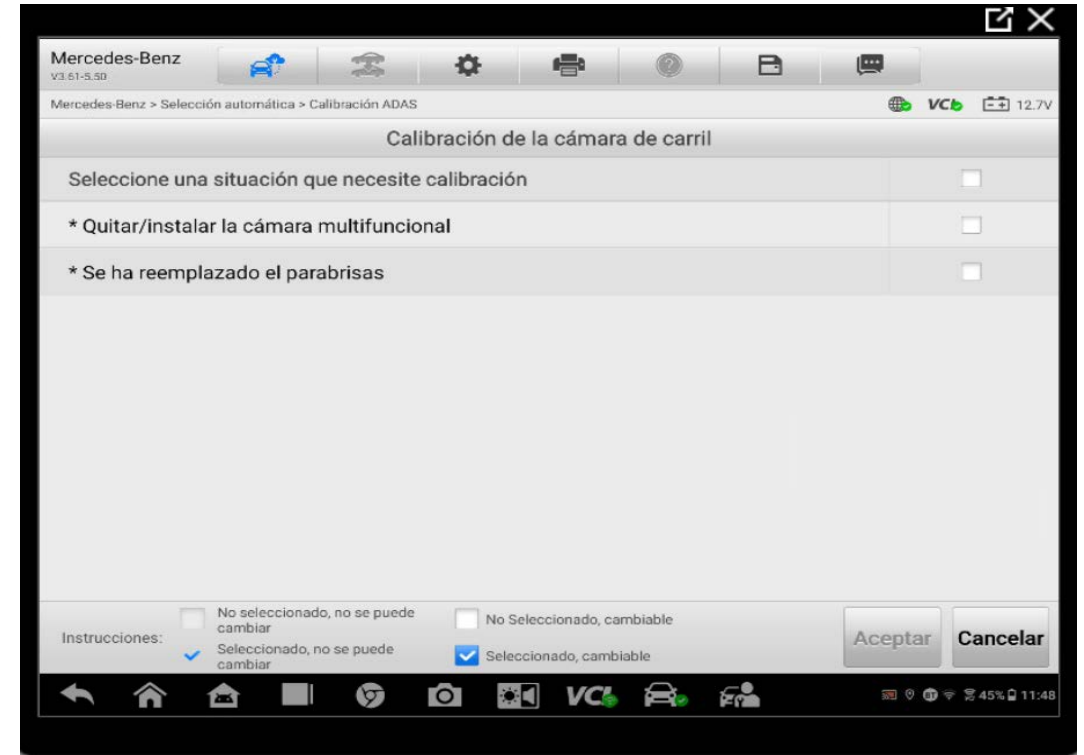 Mercedes-Benz
V3.61-5.50
Mercedes-Benz > Selección automática > Calibración ADAS
VCI 12.7V
Calibración de la cámara de carril
Seleccione una situación que necesite calibración
* Quitar/instalar la cámara multifuncional
* Se ha reemplazado el parabrisas
Instrucciones:
No seleccionado, no se puede
cambiar
Seleccionado, no se puede
cambiar
No Seleccionado, cambiable
Seleccionado, cambiable
Aceptar
Cancelar
VCI
45% 11:48